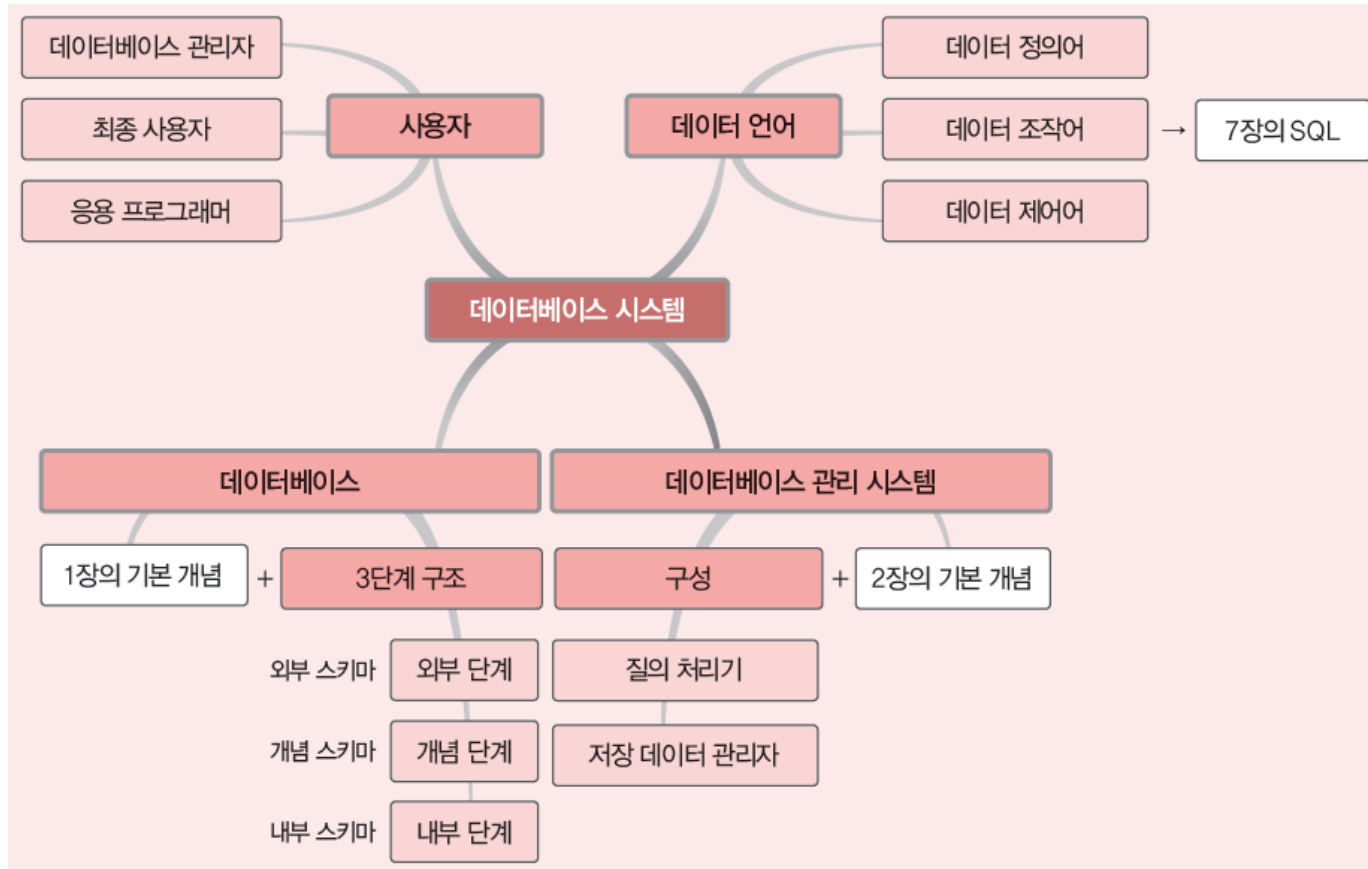 데이터베이스 관리자
최종 사용자
응용 프로그래머
사용자
데이터 언어
데이터 정의어
데이터 조작어
데이터 제어어
→ 7장의 SQL
데이터베이스 시스템
데이터베이스
데이터베이스 관리 시스템
1장의 기본 개념 + 3단계 구조
구성 + 2장의 기본 개념
외부 스키마 외부 단계
개념 스키마 개념 단계
내부 스키마 내부 단계
질의 처리기
저장 데이터 관리자